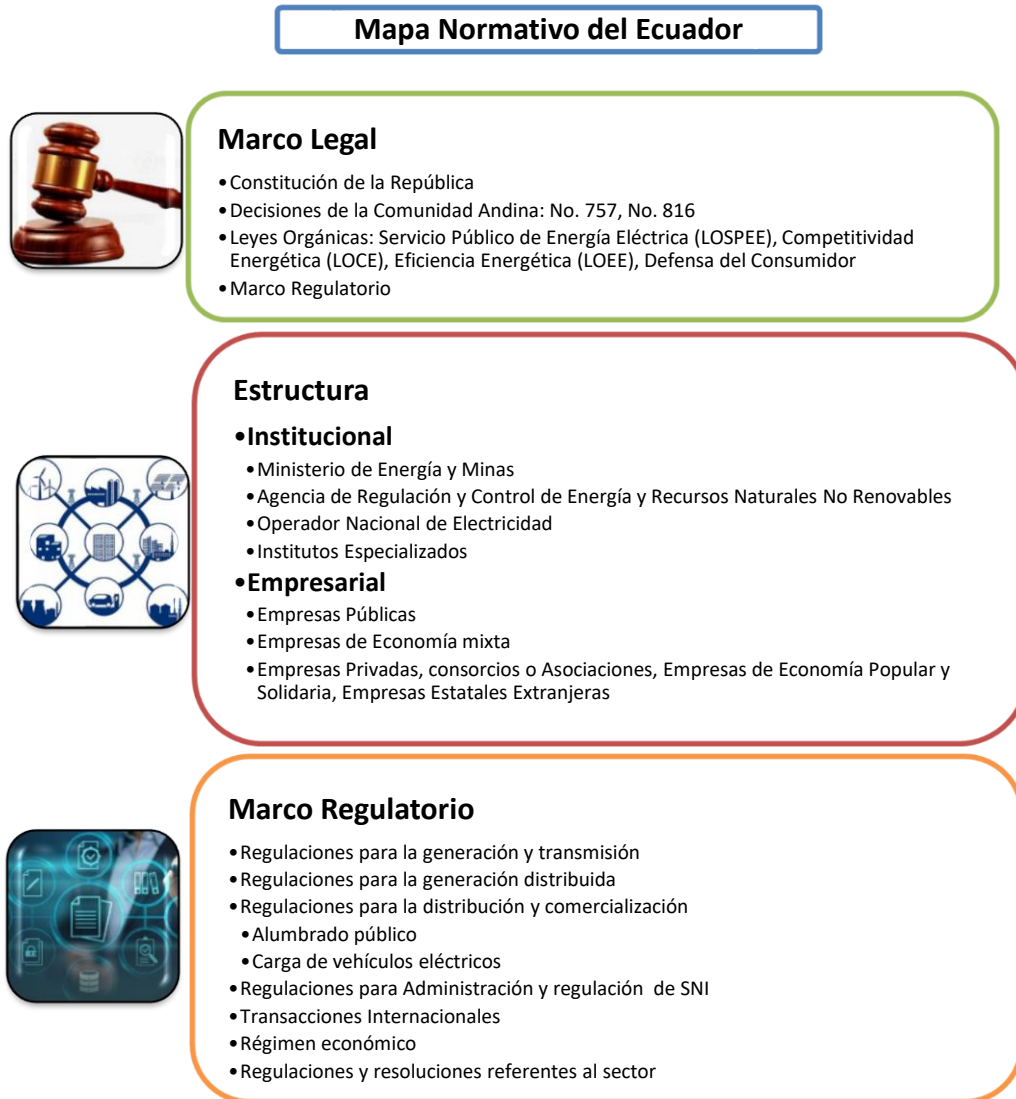 Mapa Normativo del Ecuador
Marco Legal
•Constitución de la República
•Decisiones de la Comunidad Andina: No. 757, No. 816
•Leyes Orgánicas: Servicio Público de Energía Eléctrica (LOSPEE), Competitividad
Energética (LOCE), Eficiencia Energética (LOEE), Defensa del Consumidor
•Marco Regulatorio
Estructura
•Institucional
•Ministerio de Energía y Minas
•Agencia de Regulación y Control de Energía y Recursos Naturales No Renovables
•Operador Nacional de Electricidad
•Institutos Especializados
•Empresarial
•Empresas Públicas
•Empresas de Economía mixta
•Empresas Privadas, consorcios o Asociaciones, Empresas de Economía Popular y
Solidaria, Empresas Estatales Extranjeras
Marco Regulatorio
•Regulaciones para la generación y transmisión
•Regulaciones para la generación distribuida
•Regulaciones para la distribución y comercialización
•Alumbrado público
•Carga de vehículos eléctricos
•Regulaciones para Administración y regulación de SNI
•Transacciones Internacionales
•Régimen económico
•Regulaciones y resoluciones referentes al sector